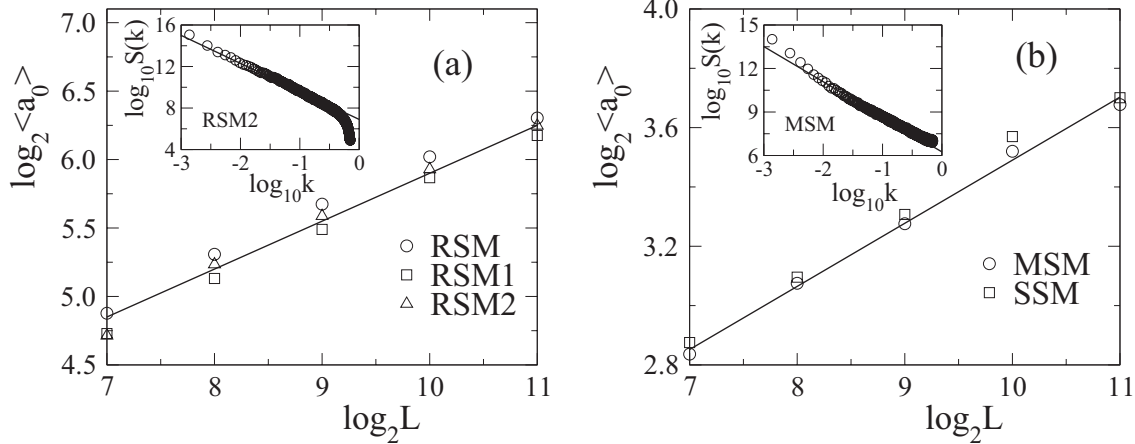 7.0
6.5
6.0
5.5
5.0
4.5
log₂<a₀>
7 8 9 10 11
log₂L
(a)
RSM
RSM1
RSM2
16
12
8
4
log₁₀S(k)
-3 -2 -1 0
log₁₀k
RSM2
4.0
3.6
3.2
2.8
log₂<a₀>
7 8 9 10 11
log₂L
(b)
MSM
SSM
15
12
9
6
log₁₀S(k)
-3 -2 -1 0
log₁₀k
MSM